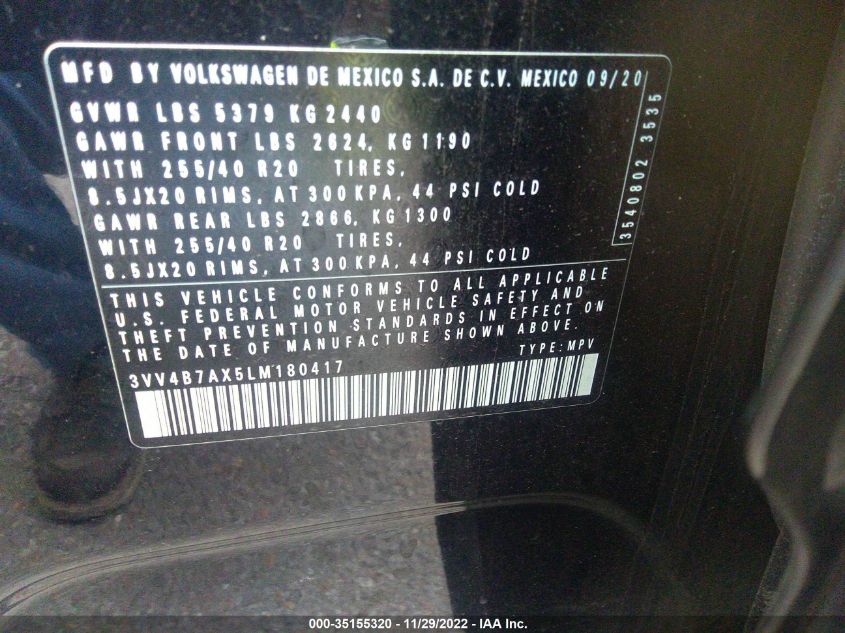 MFD BY VOLKSWAGEN DE MEXICO S.A. DE C.V. MEXICO 09/20
GVWR LBS 5379 KG 2440
GAWR FRONT LBS 2624, KG 1190
WITH 255/40 R20 TIRES,
8.5JX20 RIMS, AT 300 KPA, 44 PSI COLD
GAWR REAR LBS 2866, KG 1300
WITH 255/40 R20 TIRES,
8.5JX20 RIMS, AT 300 KPA, 44 PSI COLD
3540802 3535
THIS VEHICLE CONFORMS TO ALL APPLICABLE
U.S. FEDERAL MOTOR VEHICLE SAFETY AND
THEFT PREVENTION STANDARDS IN EFFECT ON
THE DATE OF MANUFACTURE SHOWN ABOVE.
TYPE: MPV
3VV4B7AX5LM180417
000-35155320 - 11/29/2022 - IAA Inc.